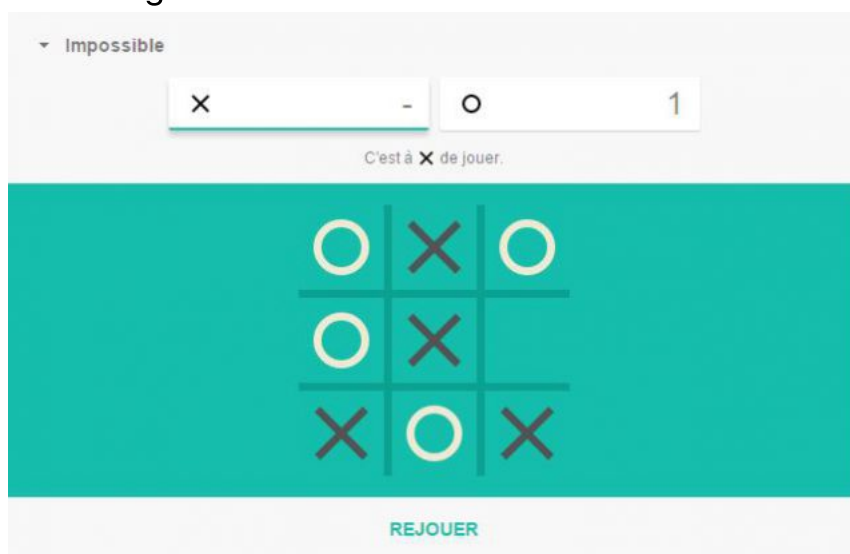 Impossible
X - O 1
C'est à X de jouer.
O X O
O X
X O X
REJOUER